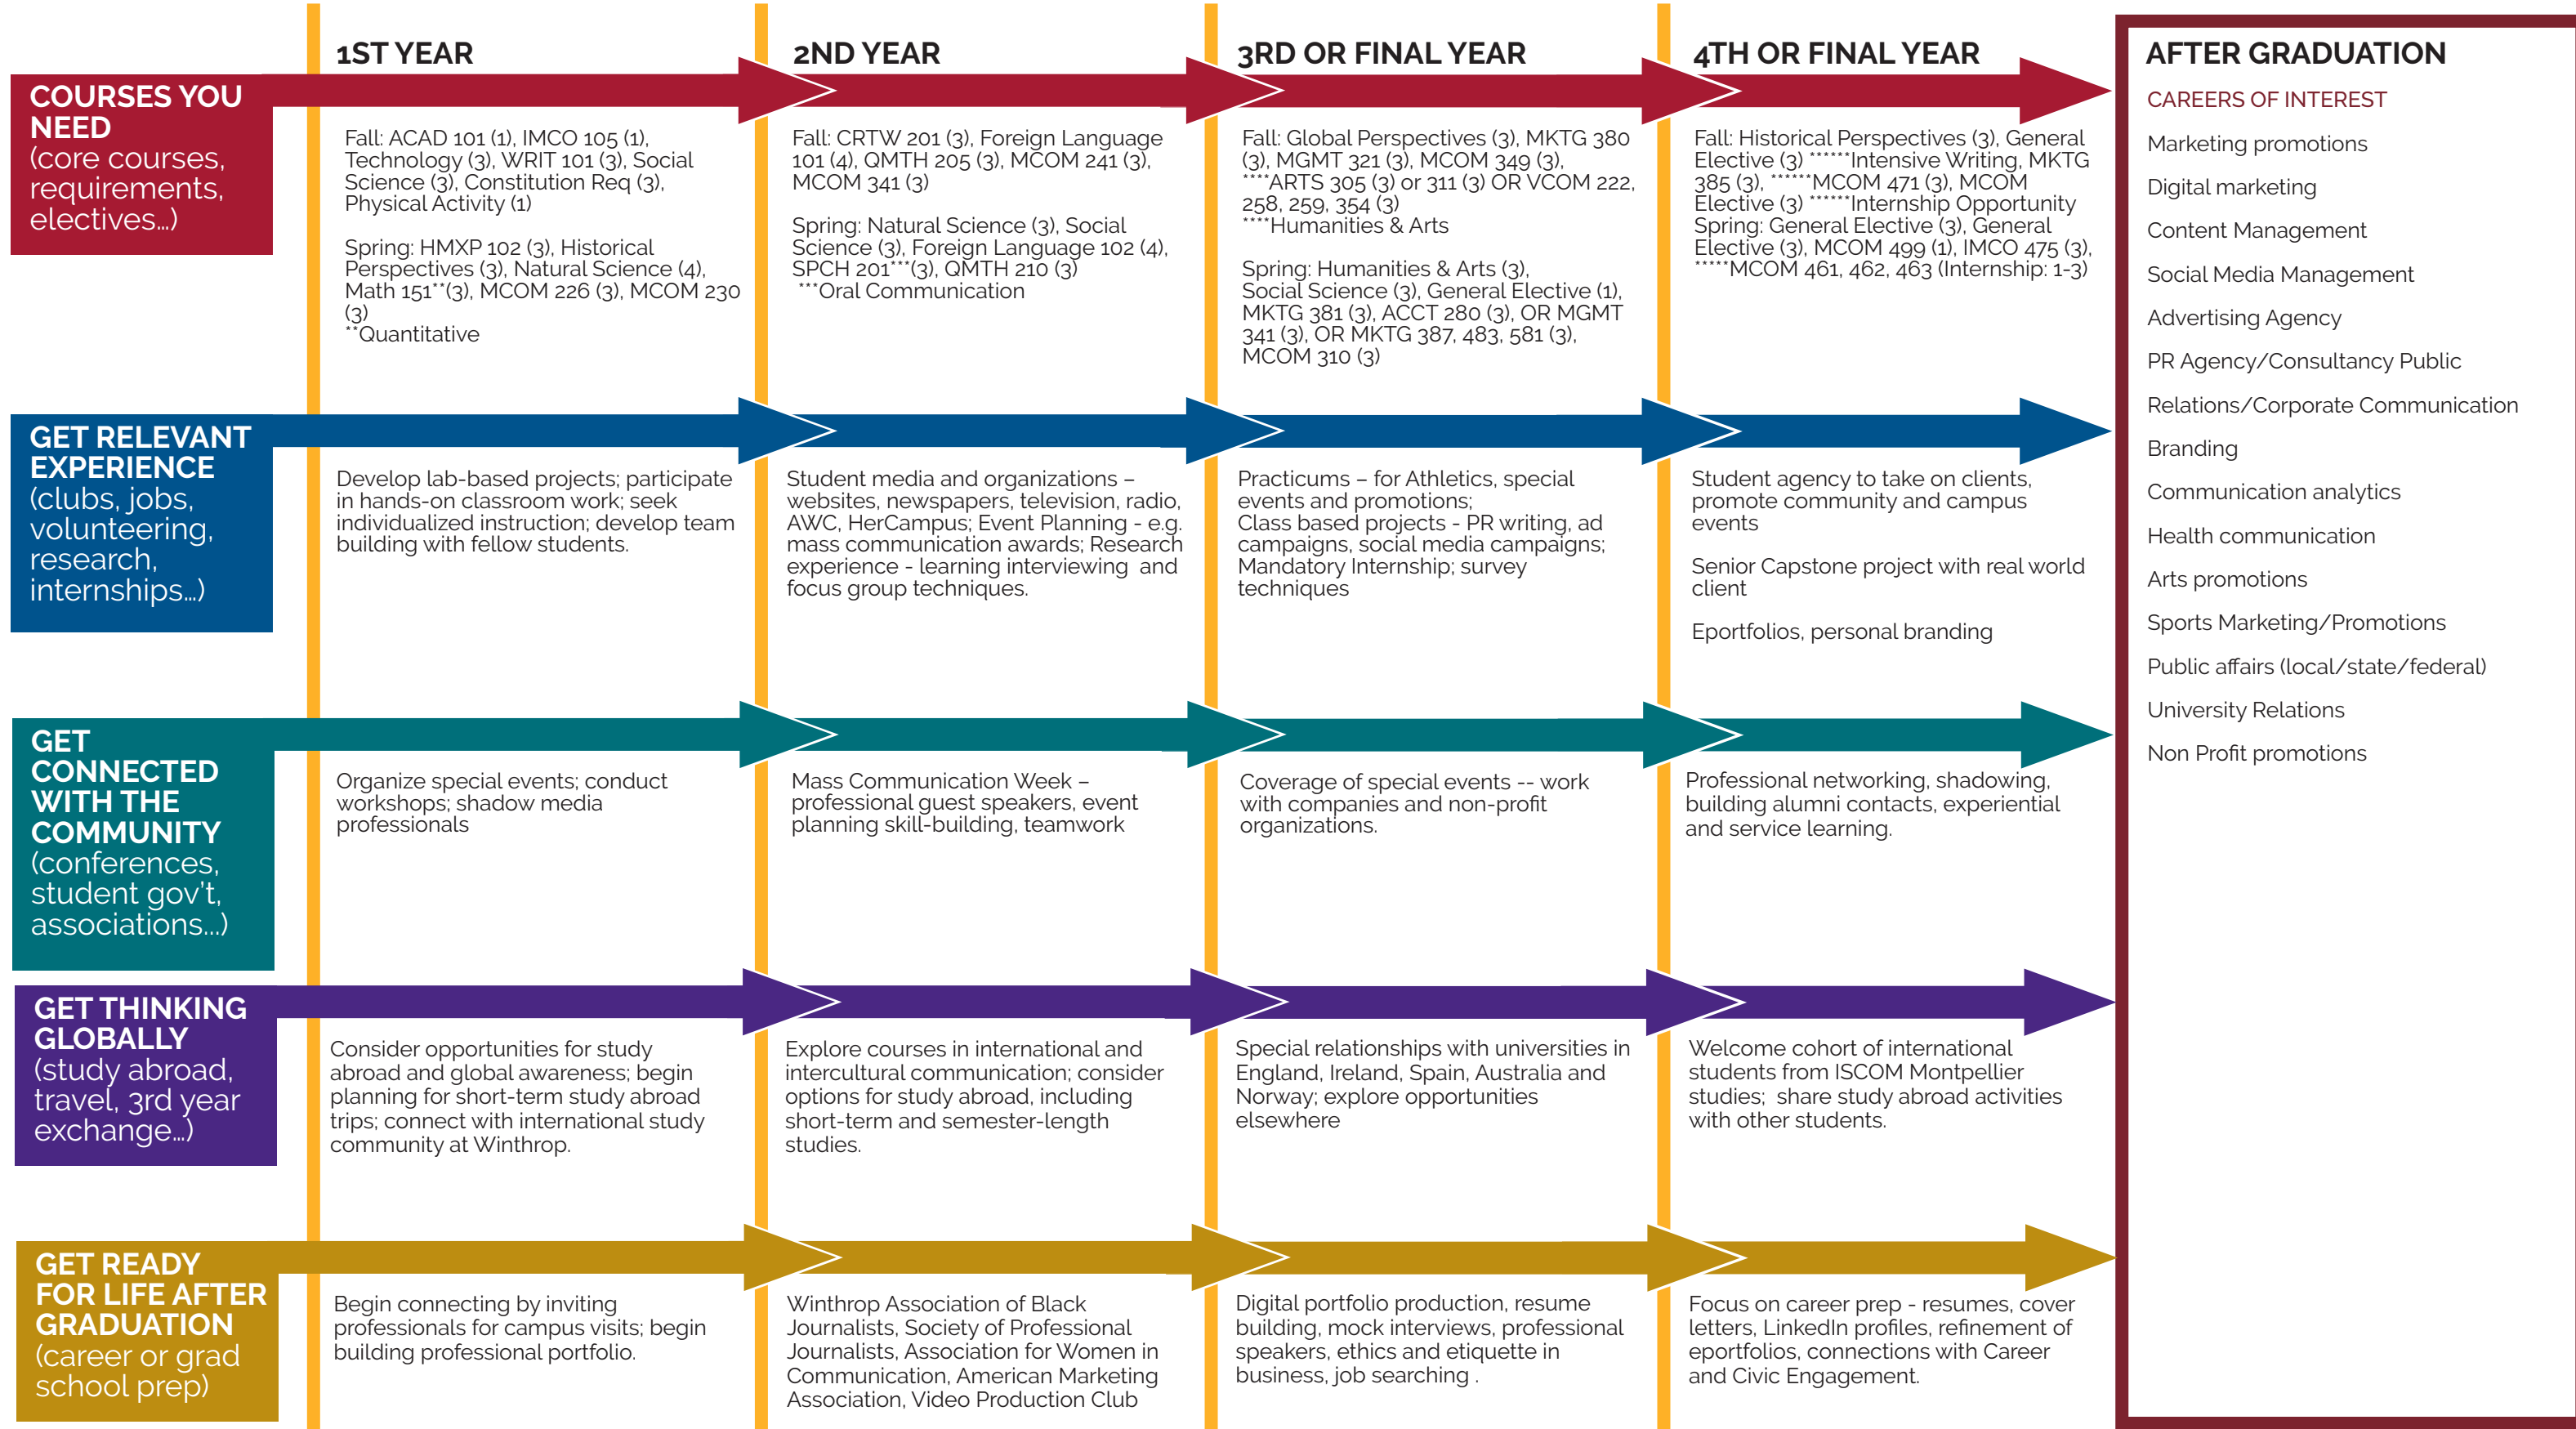 1ST YEAR
2ND YEAR
3RD OR FINAL YEAR
4TH OR FINAL YEAR
AFTER GRADUATION
COURSES YOU
NEED
(core courses,
requirements,
electives…)
Fall: ACAD 101 (1), IMCO 105 (1),
Technology (3), WRIT 101 (3), Social
Science (3), Constitution Req (3),
Physical Activity (1)
Spring: HMXP 102 (3), Historical
Perspectives (3), Natural Science (4),
Math 151**(3), MCOM 226 (3), MCOM 230
(3)
**Quantitative
Fall: CRTW 201 (3), Foreign Language
101 (4), QMTH 205 (3), MCOM 241 (3),
MCOM 341 (3)
Spring: Natural Science (3), Social
Science (3), Foreign Language 102 (4),
SPCH 201***(3), QMTH 210 (3)
***Oral Communication
Fall: Global Perspectives (3), MKTG 380
(3), MGMT 321 (3), MCOM 349 (3),
****ARTS 305 (3) or 311 (3) OR VCOM 222,
258, 259, 354 (3)
****Humanities & Arts
Spring: Humanities & Arts (3),
Social Science (3), General Elective (1),
MKTG 381 (3), ACCT 280 (3), OR MGMT
341 (3), OR MKTG 387, 483, 581 (3),
MCOM 310 (3)
Fall: Historical Perspectives (3), General
Elective (3) ******Intensive Writing, MKTG
385 (3), ******MCOM 471 (3), MCOM
Elective (3) ******Internship Opportunity
Spring: General Elective (3), General
Elective (3), MCOM 499 (1), IMCO 475 (3),
*****MCOM 461, 462, 463 (Internship: 1-3)
GET RELEVANT
EXPERIENCE
(clubs, jobs,
volunteering,
research,
internships…)
Develop lab-based projects; participate
in hands-on classroom work; seek
individualized instruction; develop team
building with fellow students.
Student media and organizations –
websites, newspapers, television, radio,
AWC, HerCampus; Event Planning - e.g.
mass communication awards; Research
experience - learning interviewing and
focus group techniques.
Practicums – for Athletics, special
events and promotions;
Class based projects - PR writing, ad
campaigns, social media campaigns;
Mandatory Internship; survey
techniques
Student agency to take on clients,
promote community and campus
events
Senior Capstone project with real world
client
Eportfolios, personal branding
GET
CONNECTED
WITH THE
COMMUNITY
(conferences,
student gov't,
associations...)
Organize special events; conduct
workshops; shadow media
professionals
Mass Communication Week –
professional guest speakers, event
planning skill-building, teamwork
Coverage of special events -- work
with companies and non-profit
organizations.
Professional networking, shadowing,
building alumni contacts, experiential
and service learning.
GET THINKING
GLOBALLY
(study abroad,
travel, 3rd year
exchange…)
Consider opportunities for study
abroad and global awareness; begin
planning for short-term study abroad
trips; connect with international study
community at Winthrop.
Explore courses in international and
intercultural communication; consider
options for study abroad, including
short-term and semester-length
studies.
Special relationships with universities in
England, Ireland, Spain, Australia and
Norway; explore opportunities
elsewhere
Welcome cohort of international
students from ISCOM Montpellier
studies; share study abroad activities
with other students.
GET READY
FOR LIFE AFTER
GRADUATION
(career or grad
school prep)
Begin connecting by inviting
professionals for campus visits; begin
building professional portfolio.
Winthrop Association of Black
Journalists, Society of Professional
Journalists, Association for Women in
Communication, American Marketing
Association, Video Production Club
Digital portfolio production, resume
building, mock interviews, professional
speakers, ethics and etiquette in
business, job searching .
Focus on career prep - resumes, cover
letters, LinkedIn profiles, refinement of
eportfolios, connections with Career
and Civic Engagement.
CAREERS OF INTEREST
Marketing promotions
Digital marketing
Content Management
Social Media Management
Advertising Agency
PR Agency/Consultancy Public
Relations/Corporate Communication
Branding
Communication analytics
Health communication
Arts promotions
Sports Marketing/Promotions
Public affairs (local/state/federal)
University Relations
Non Profit promotions